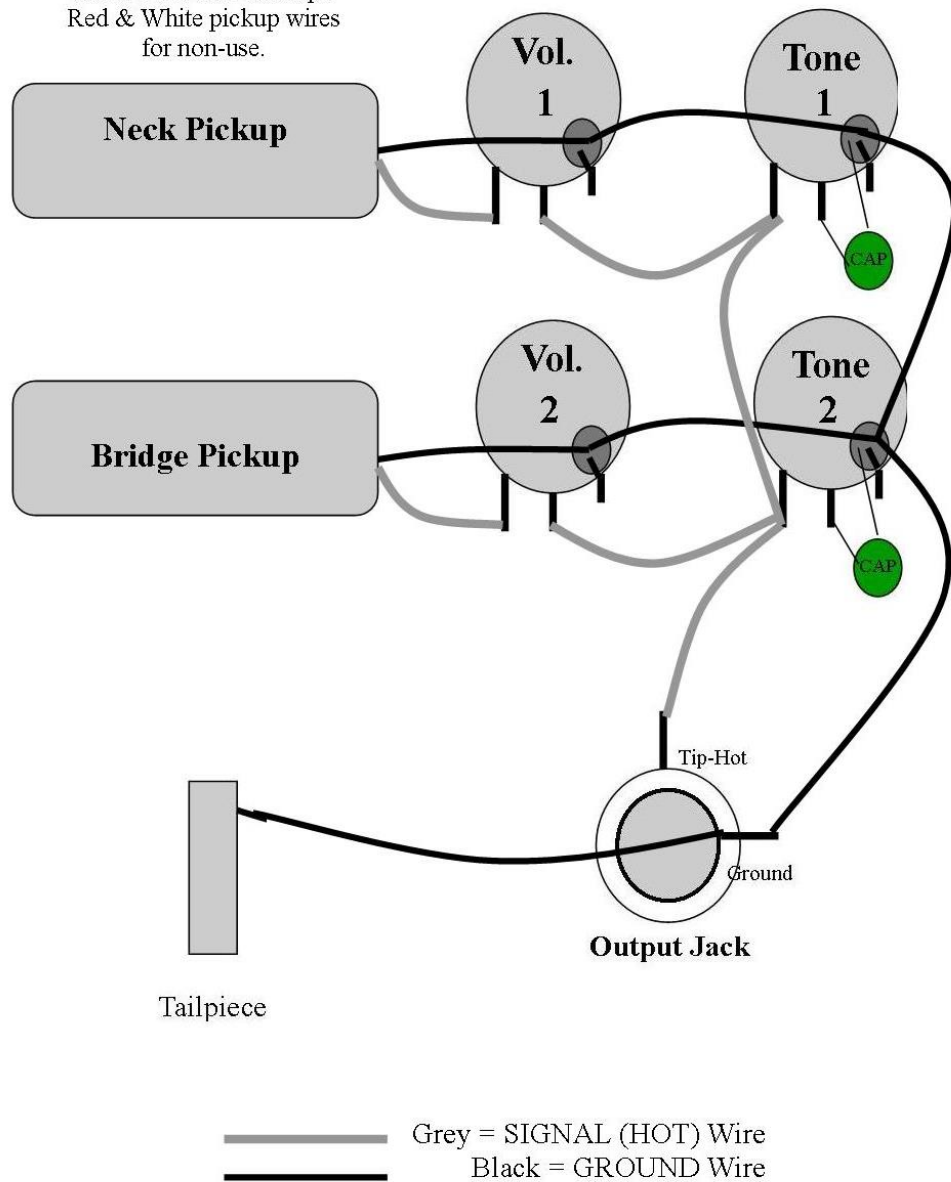 Red & White pickup wires
for non-use.
Vol.
1
Tone
1
Neck Pickup
CAP
Vol.
2
Tone
2
Bridge Pickup
CAP
Tip-Hot
Ground
Output Jack
Tailpiece
Grey = SIGNAL (HOT) Wire
Black = GROUND Wire